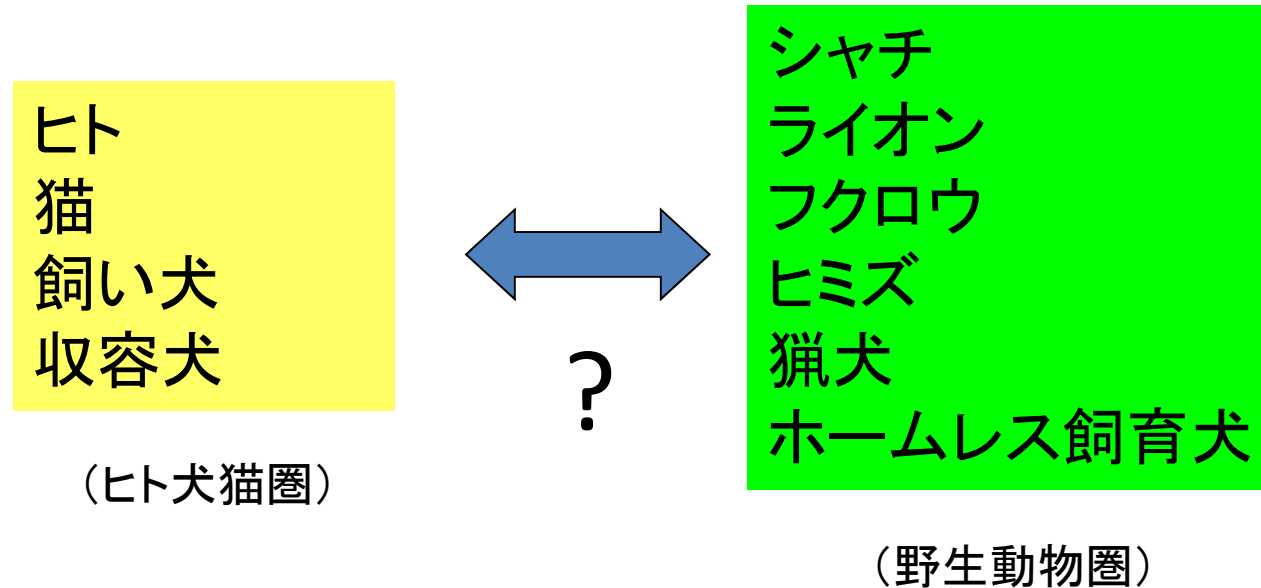 ヒト
猫
飼い犬
収容犬
(ヒト犬猫圏)
?
シャチ
ライオン
フクロウ
ヒミズ
猟犬
ホームレス飼育犬
(野生動物圏)